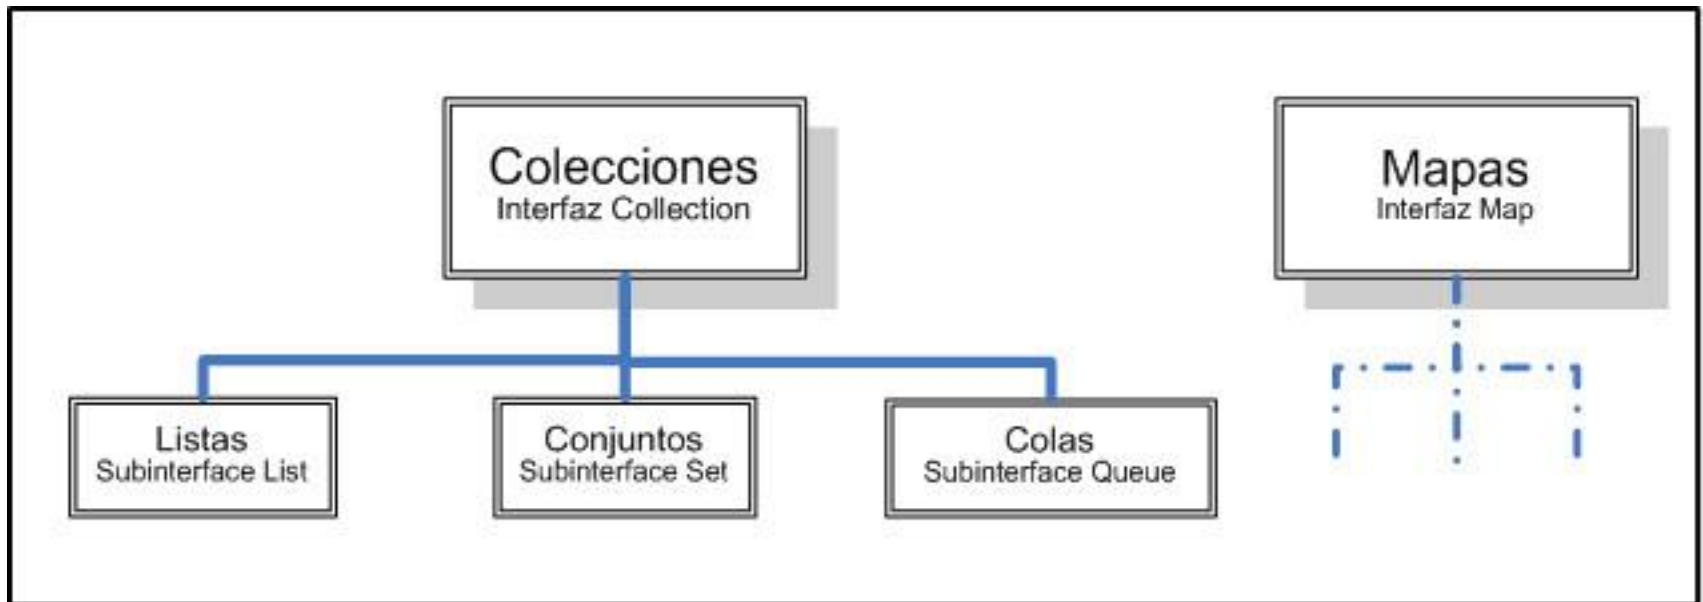 Colecciones
Interfaz Collection
Mapas
Interfaz Map
Listas
Subinterface List
Conjuntos
Subinterface Set
Colas
Subinterface Queue